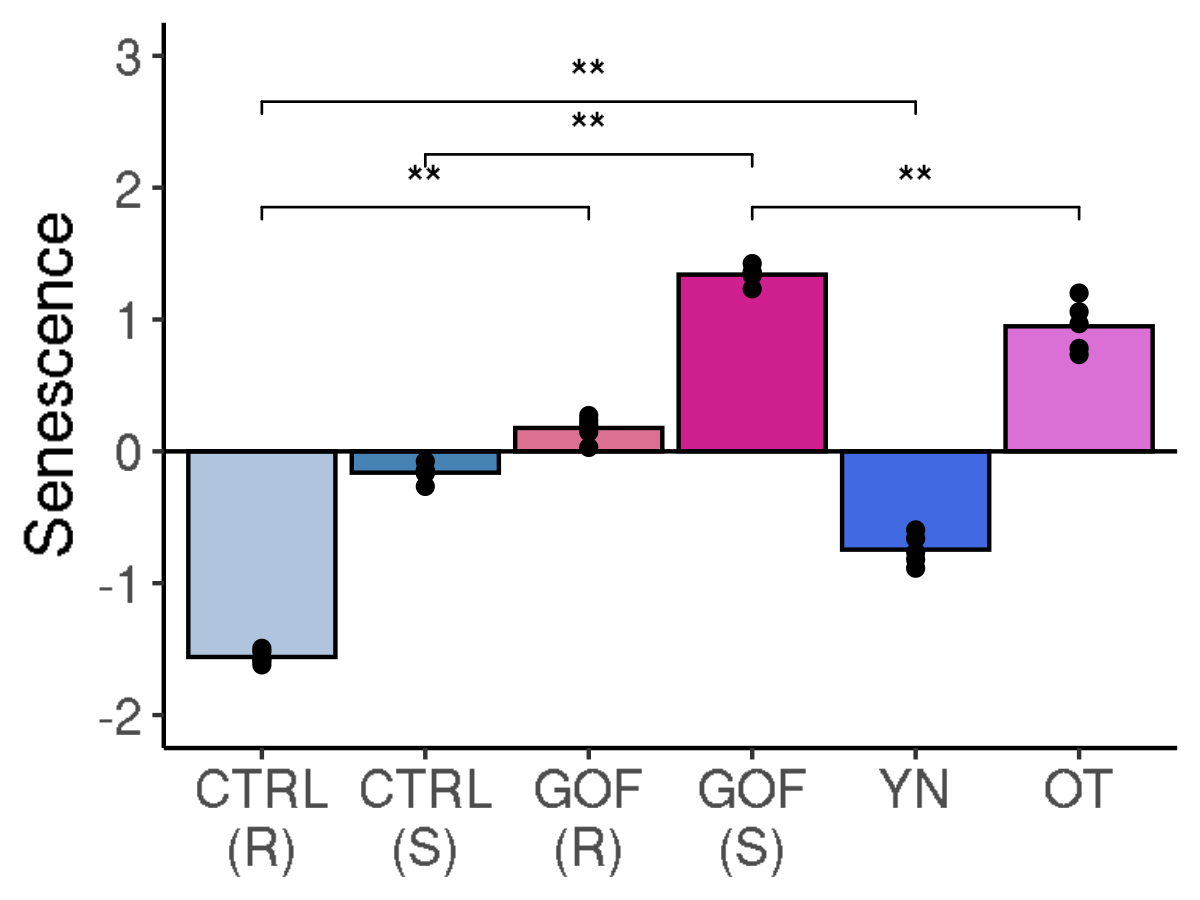 Senescence
3
2
1
0
-1
-2
**
**
**
**
CTRL
(R)
CTRL
(S)
GOF
(R)
GOF
(S)
YN
OT